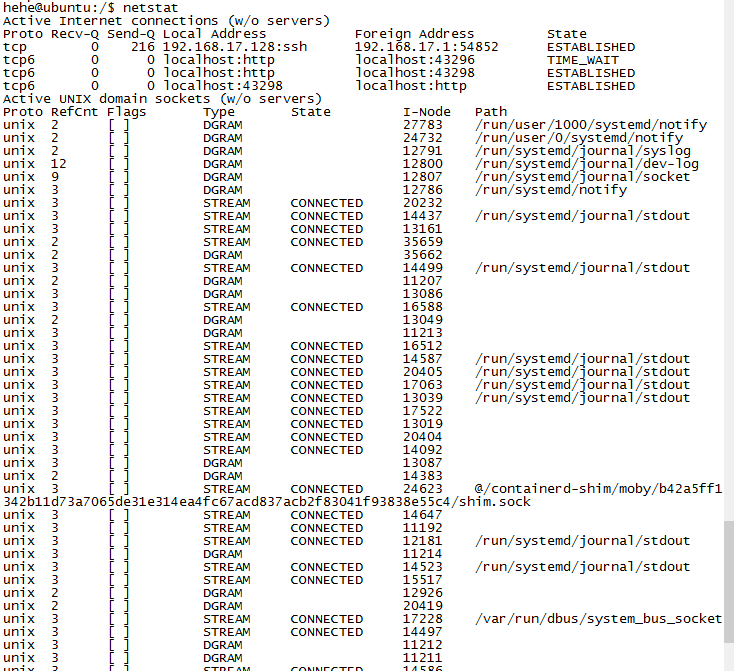 hehe@ubuntu:/$ netstat
Active Internet connections (w/o servers)
Proto Recv-Q Send-Q Local Address           Foreign Address         State
tcp        0    216 192.168.17.128:ssh      192.168.17.1:54852      ESTABLISHED
tcp6       0      0 localhost:http          localhost:43296         TIME_WAIT
tcp6       0      0 localhost:http          localhost:43298         ESTABLISHED
tcp6       0      0 localhost:43298         localhost:http          ESTABLISHED
Active UNIX domain sockets (w/o servers)
Proto RefCnt Flags       Type       State         I-Node   Path
unix  2      [ ]         DGRAM                    27783    /run/user/1000/systemd/notify
unix  2      [ ]         DGRAM                    24732    /run/user/0/systemd/notify
unix  2      [ ]         DGRAM                    12791    /run/systemd/journal/syslog
unix  12     [ ]         DGRAM                    12800    /run/systemd/journal/dev-log
unix  9      [ ]         DGRAM                    12807    /run/systemd/journal/socket
unix  3      [ ]         DGRAM                    12786    /run/systemd/notify
unix  3      [ ]         STREAM     CONNECTED     20232
unix  3      [ ]         STREAM     CONNECTED     14437    /run/systemd/journal/stdout
unix  3      [ ]         STREAM     CONNECTED     13161
unix  2      [ ]         STREAM     CONNECTED     35659
unix  2      [ ]         DGRAM                    35662
unix  3      [ ]         STREAM     CONNECTED     14499    /run/systemd/journal/stdout
unix  2      [ ]         DGRAM                    11207
unix  3      [ ]         DGRAM                    13086
unix  3      [ ]         STREAM     CONNECTED     16588
unix  2      [ ]         DGRAM                    13049
unix  3      [ ]         DGRAM                    11213
unix  3      [ ]         STREAM     CONNECTED     16512
unix  3      [ ]         STREAM     CONNECTED     14587    /run/systemd/journal/stdout
unix  3      [ ]         STREAM     CONNECTED     20405    /run/systemd/journal/stdout
unix  3      [ ]         STREAM     CONNECTED     17063    /run/systemd/journal/stdout
unix  3      [ ]         STREAM     CONNECTED     13039    /run/systemd/journal/stdout
unix  3      [ ]         STREAM     CONNECTED     17522
unix  3      [ ]         STREAM     CONNECTED     13019
unix  3      [ ]         STREAM     CONNECTED     20404
unix  3      [ ]         STREAM     CONNECTED     14092
unix  3      [ ]         DGRAM                    13087
unix  2      [ ]         DGRAM                    14383
unix  3      [ ]         STREAM     CONNECTED     24623    @/containerd-shim/moby/b42a5ff1
342b11d73a7065de31e314ea4fc67acd837acb2f83041f93838e55c4/shim.sock
unix  3      [ ]         STREAM     CONNECTED     14647
unix  3      [ ]         STREAM     CONNECTED     11192
unix  3      [ ]         STREAM     CONNECTED     12181    /run/systemd/journal/stdout
unix  3      [ ]         DGRAM                    11214
unix  3      [ ]         STREAM     CONNECTED     14523    /run/systemd/journal/stdout
unix  3      [ ]         STREAM     CONNECTED     15517
unix  2      [ ]         DGRAM                    12926
unix  2      [ ]         DGRAM                    20419
unix  3      [ ]         STREAM     CONNECTED     17228    /var/run/dbus/system_bus_socket
unix  3      [ ]         STREAM     CONNECTED     14497
unix  3      [ ]         DGRAM                    11212
unix  3      [ ]         DGRAM                    11211
unix  3      [ ]         STREAM     CONNECTED     14586